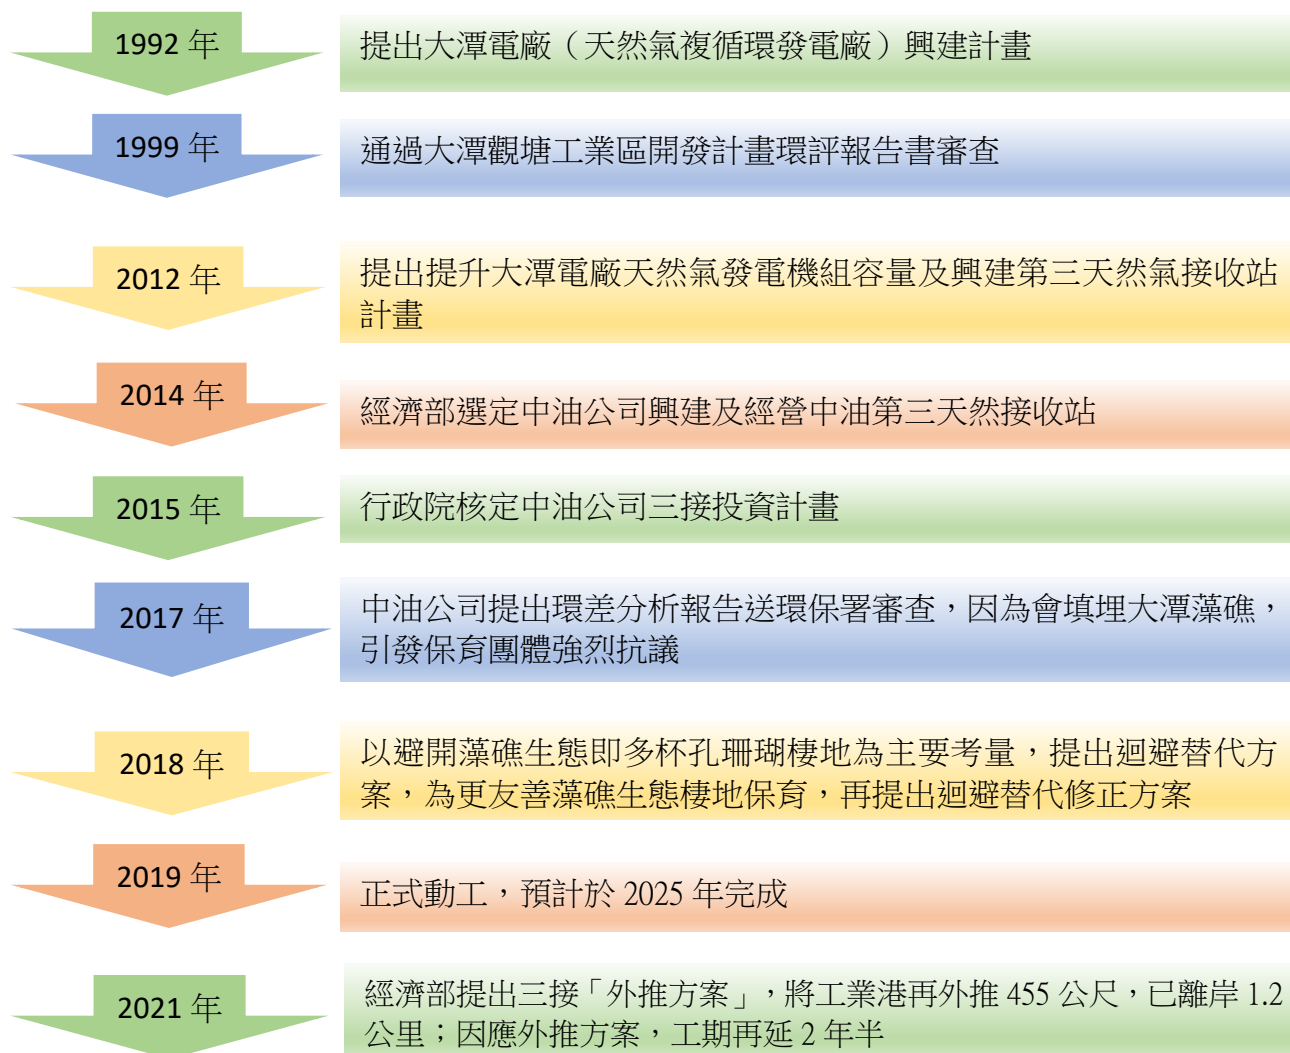 1992 年
提出大潭電廠（天然氣複循環發電廠）興建計畫
1999 年
通過大潭觀塘工業區開發計畫環評報告書審查
2012 年
提出提升大潭電廠天然氣發電機組容量及興建第三天然氣接收站
計畫
2014 年
經濟部選定中油公司興建及經營中油第三天然接收站
2015 年
行政院核定中油公司三接投資計畫
2017 年
中油公司提出環差分析報告送環保署審查，因為會填埋大潭藻礁，
引發保育團體強烈抗議
2018 年
以避開藻礁生態即多杯孔珊瑚棲地為主要考量，提出迴避替代方
案，為更友善藻礁生態棲地保育，再提出迴避替代修正方案
2019 年
正式動工，預計於 2025 年完成
2021 年
經濟部提出三接「外推方案」，將工業港再外推 455 公尺，已離岸 1.2
公里；因應外推方案，工期再延 2 年半